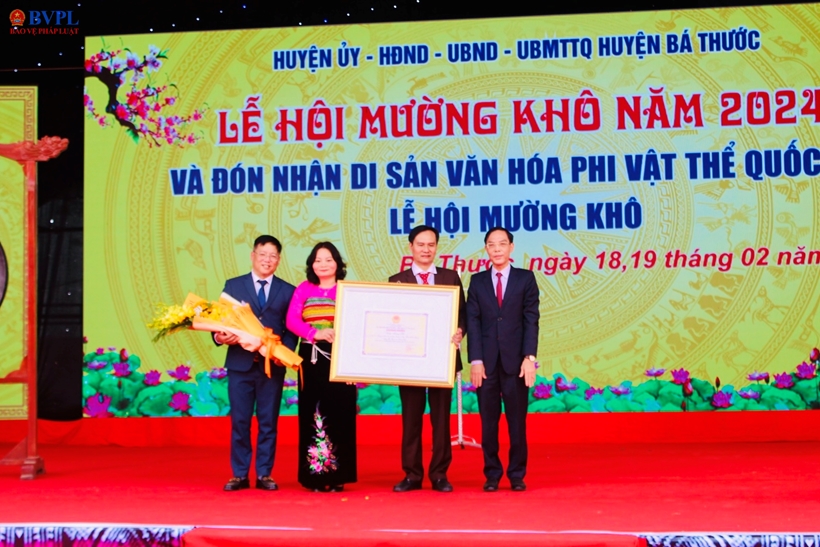 BVPL
BẢO VỆ PHÁP LUẬT
HUYỆN ỦY - HĐND - UBND - UBMTTQ HUYỆN BÁ THƯỚC
LỄ HỘI MƯỜNG KHÔ NĂM 2024
VÀ ĐÓN NHẬN DI SẢN VĂN HÓA PHI VẬT THỂ QUỐC
LỄ HỘI MƯỜNG KHÔ
Thước, ngày 18,19 tháng 02 năm